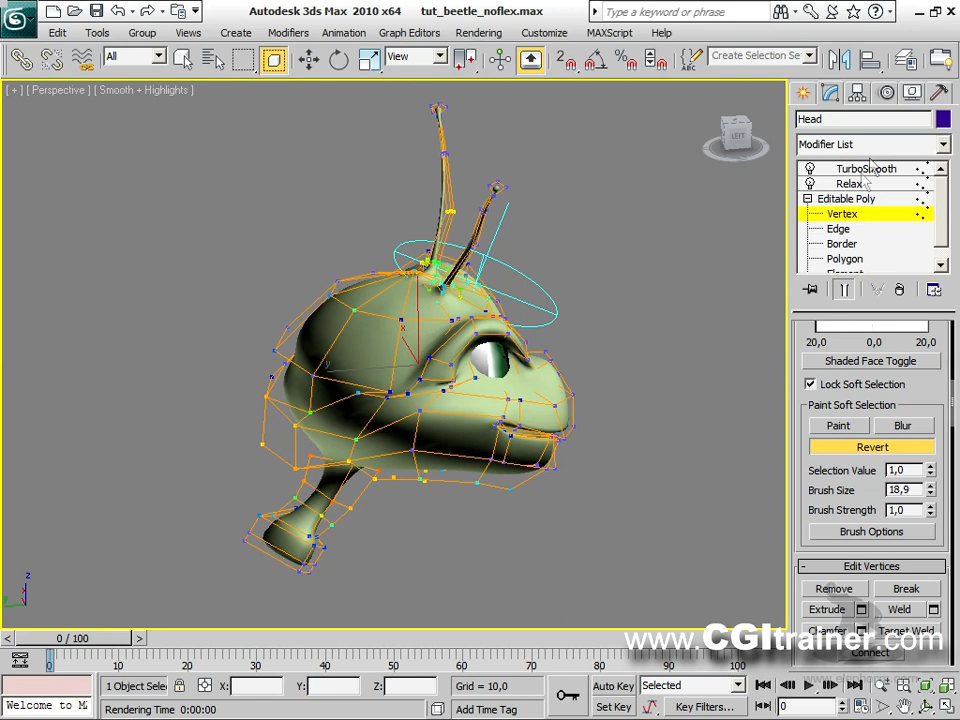 Autodesk 3ds Max 2010 x64 tut_beetle_noflex.max
Type a keyword or phrase
Edit Tools Group Views Create Modifiers Animation Graph Editors Rendering Customize MAXScript Help
All View Create Selection Se
[ + ] [ Perspective ] [ Smooth + Highlights ]
LEFT
Head
Modifier List
TurboSmooth
Relax
Editable Poly
Vertex
Edge
Border
Polygon
Element
20,0 0,0 20,0
Shaded Face Toggle
Lock Soft Selection
Paint Soft Selection
Paint Blur
Revert
Selection Value 1,0
Brush Size 18,9
Brush Strength 1,0
Brush Options
- Edit Vertices
Remove Break
Extrude Weld
Chamfer Target Weld
Connect
x
y
z
www.CGItrainer.com
< 0 / 100 >
0 10 20 30 40 50 60 70 80 90 100
1 Object Selec X: Y: Z: Grid = 10,0 Auto Key Selected
Welcome to M
Rendering Time 0:00:00 Add Time Tag Set Key Key Filters... 0